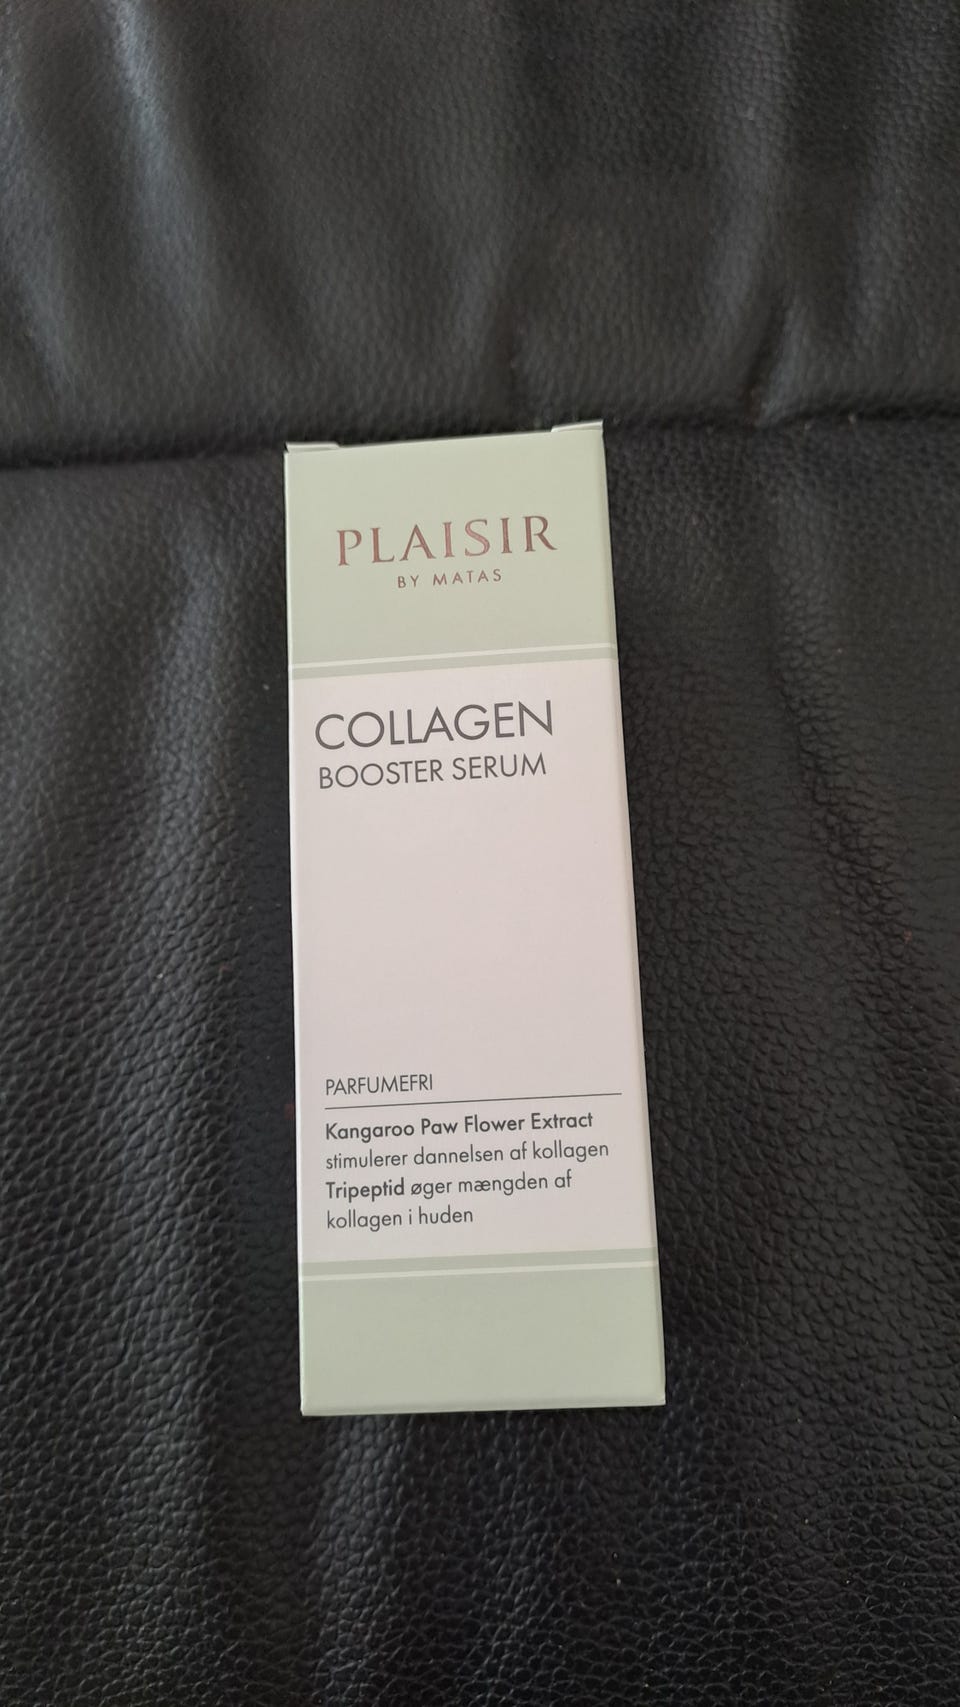 PLAISIR
BY MATAS
COLLAGEN
BOOSTER SERUM
PARFUMEFRI
Kangaroo Paw Flower Extract
stimulerer dannelsen af kollagen
Tripeptid øger mængden af
kollagen i huden